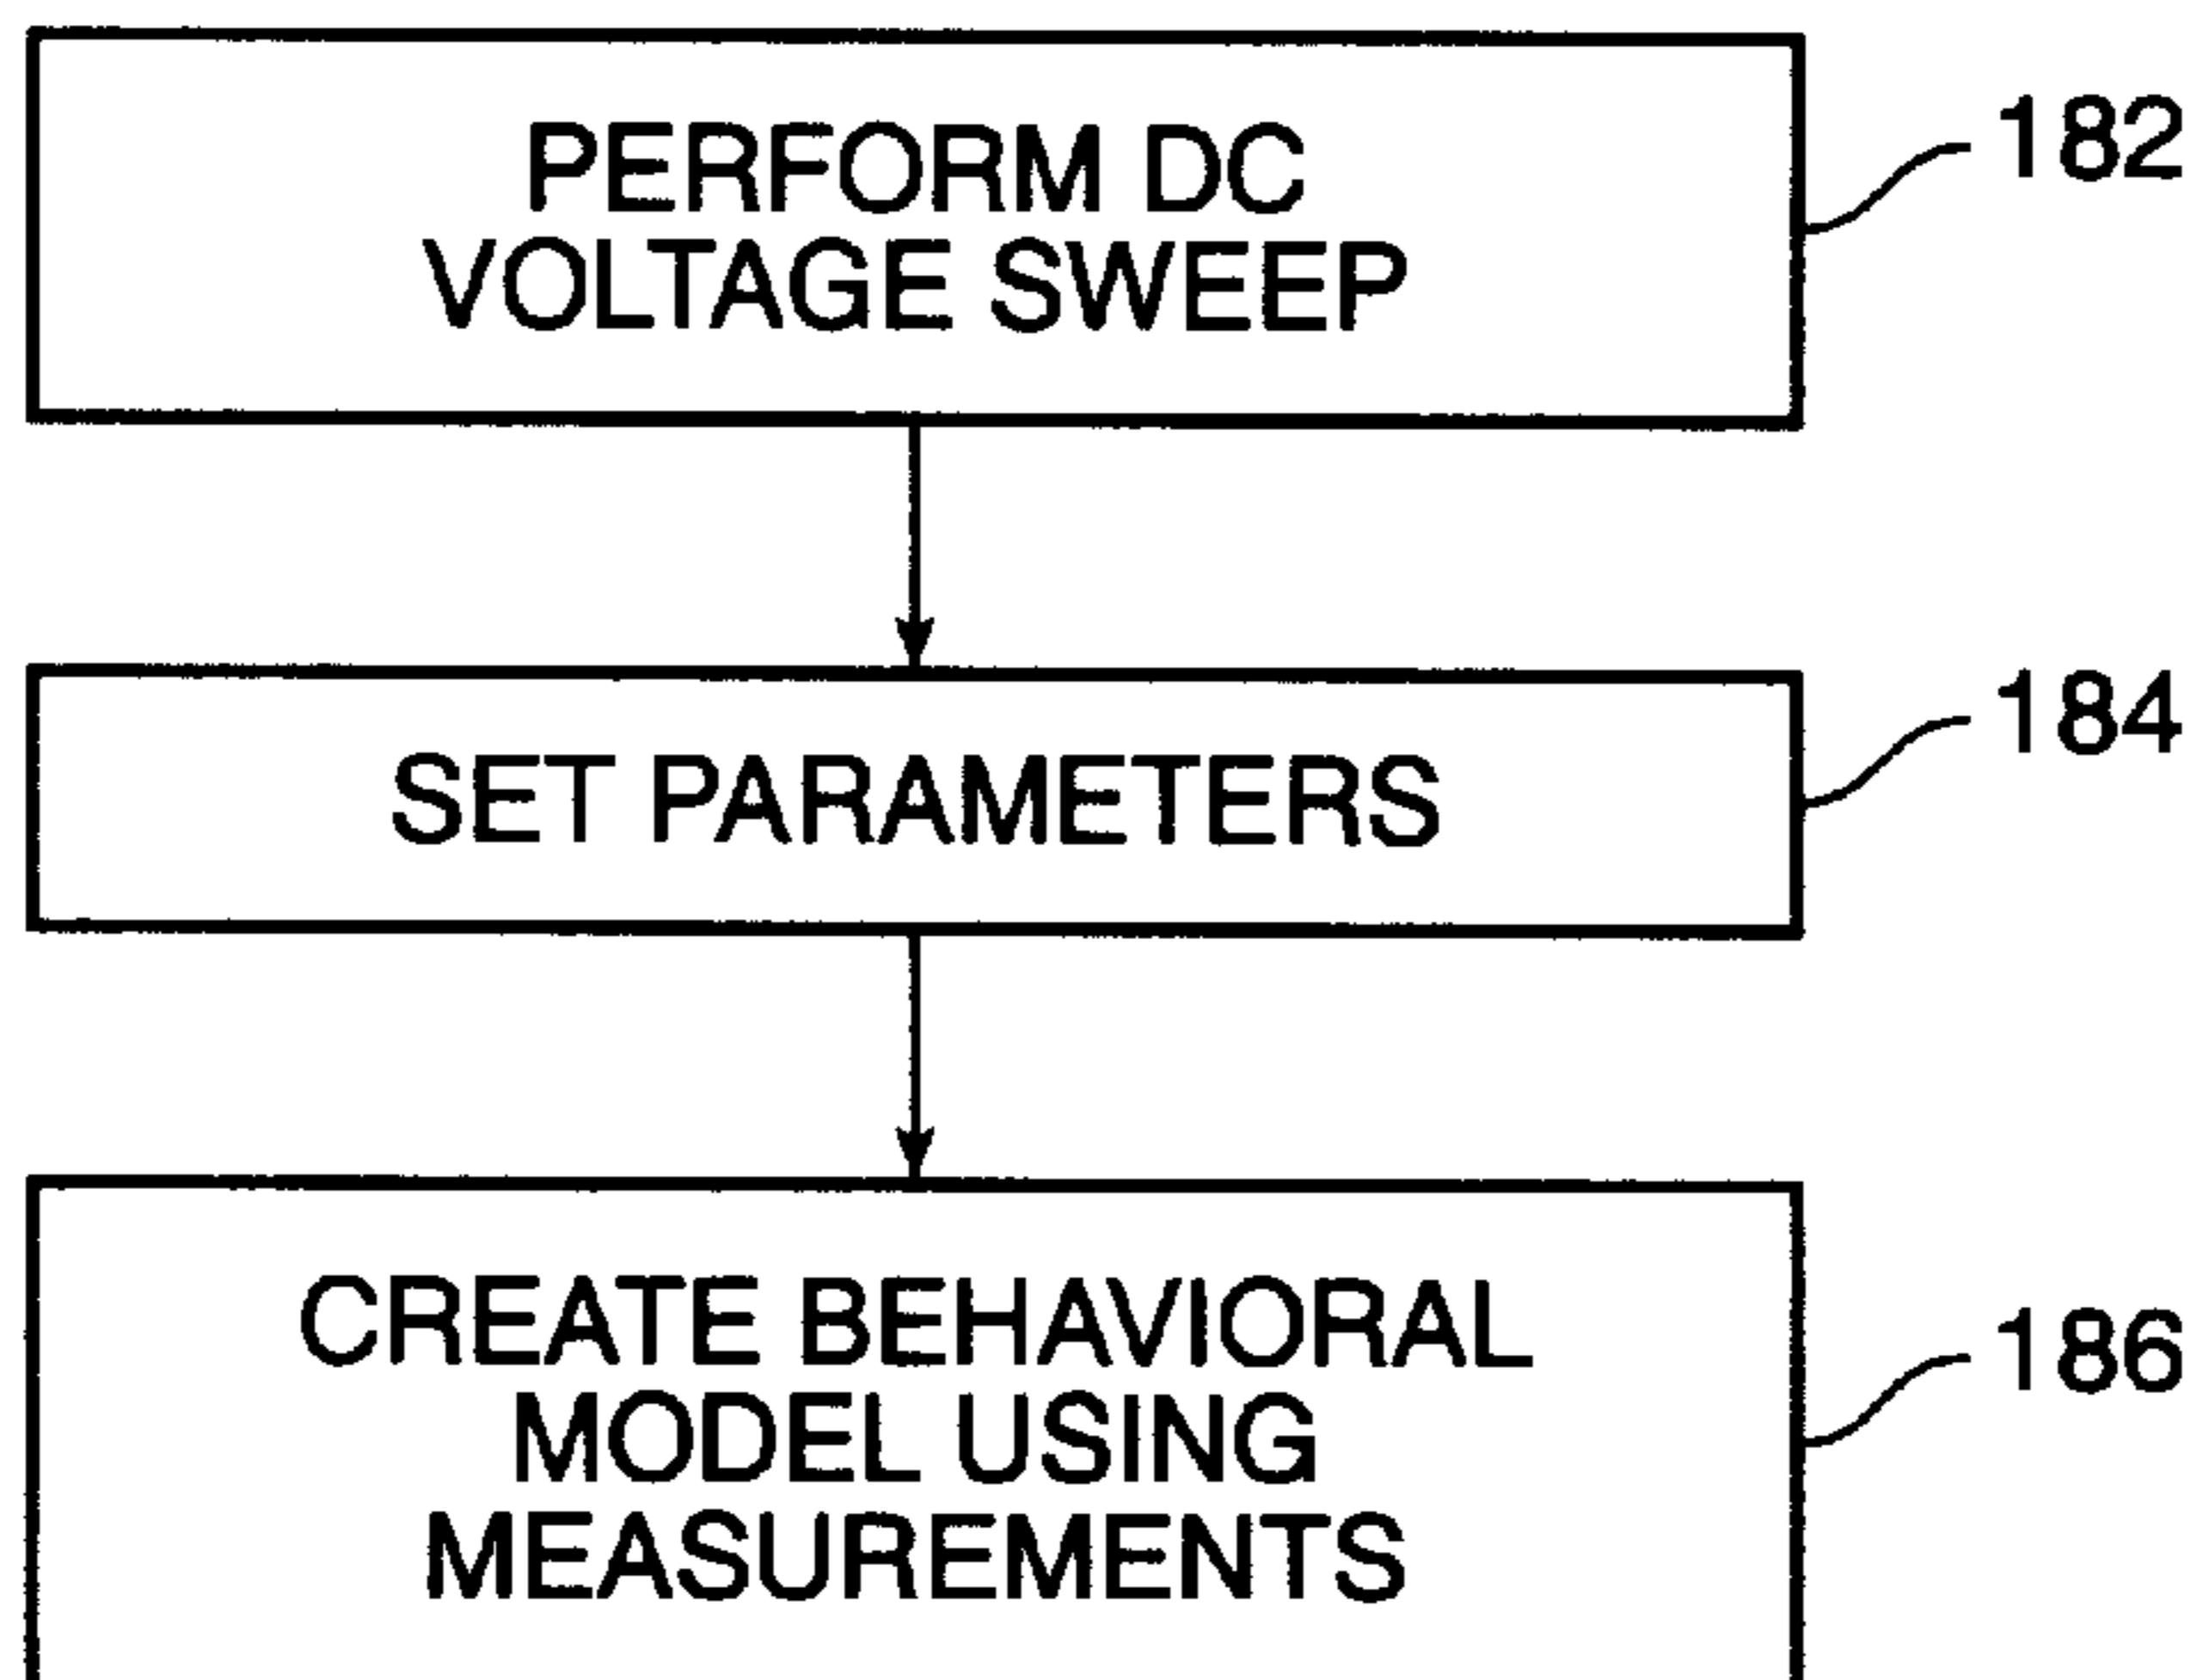 PERFORM DC
VOLTAGE SWEEP
182
SET PARAMETERS
184
CREATE BEHAVIORAL
MODEL USING
MEASUREMENTS
186